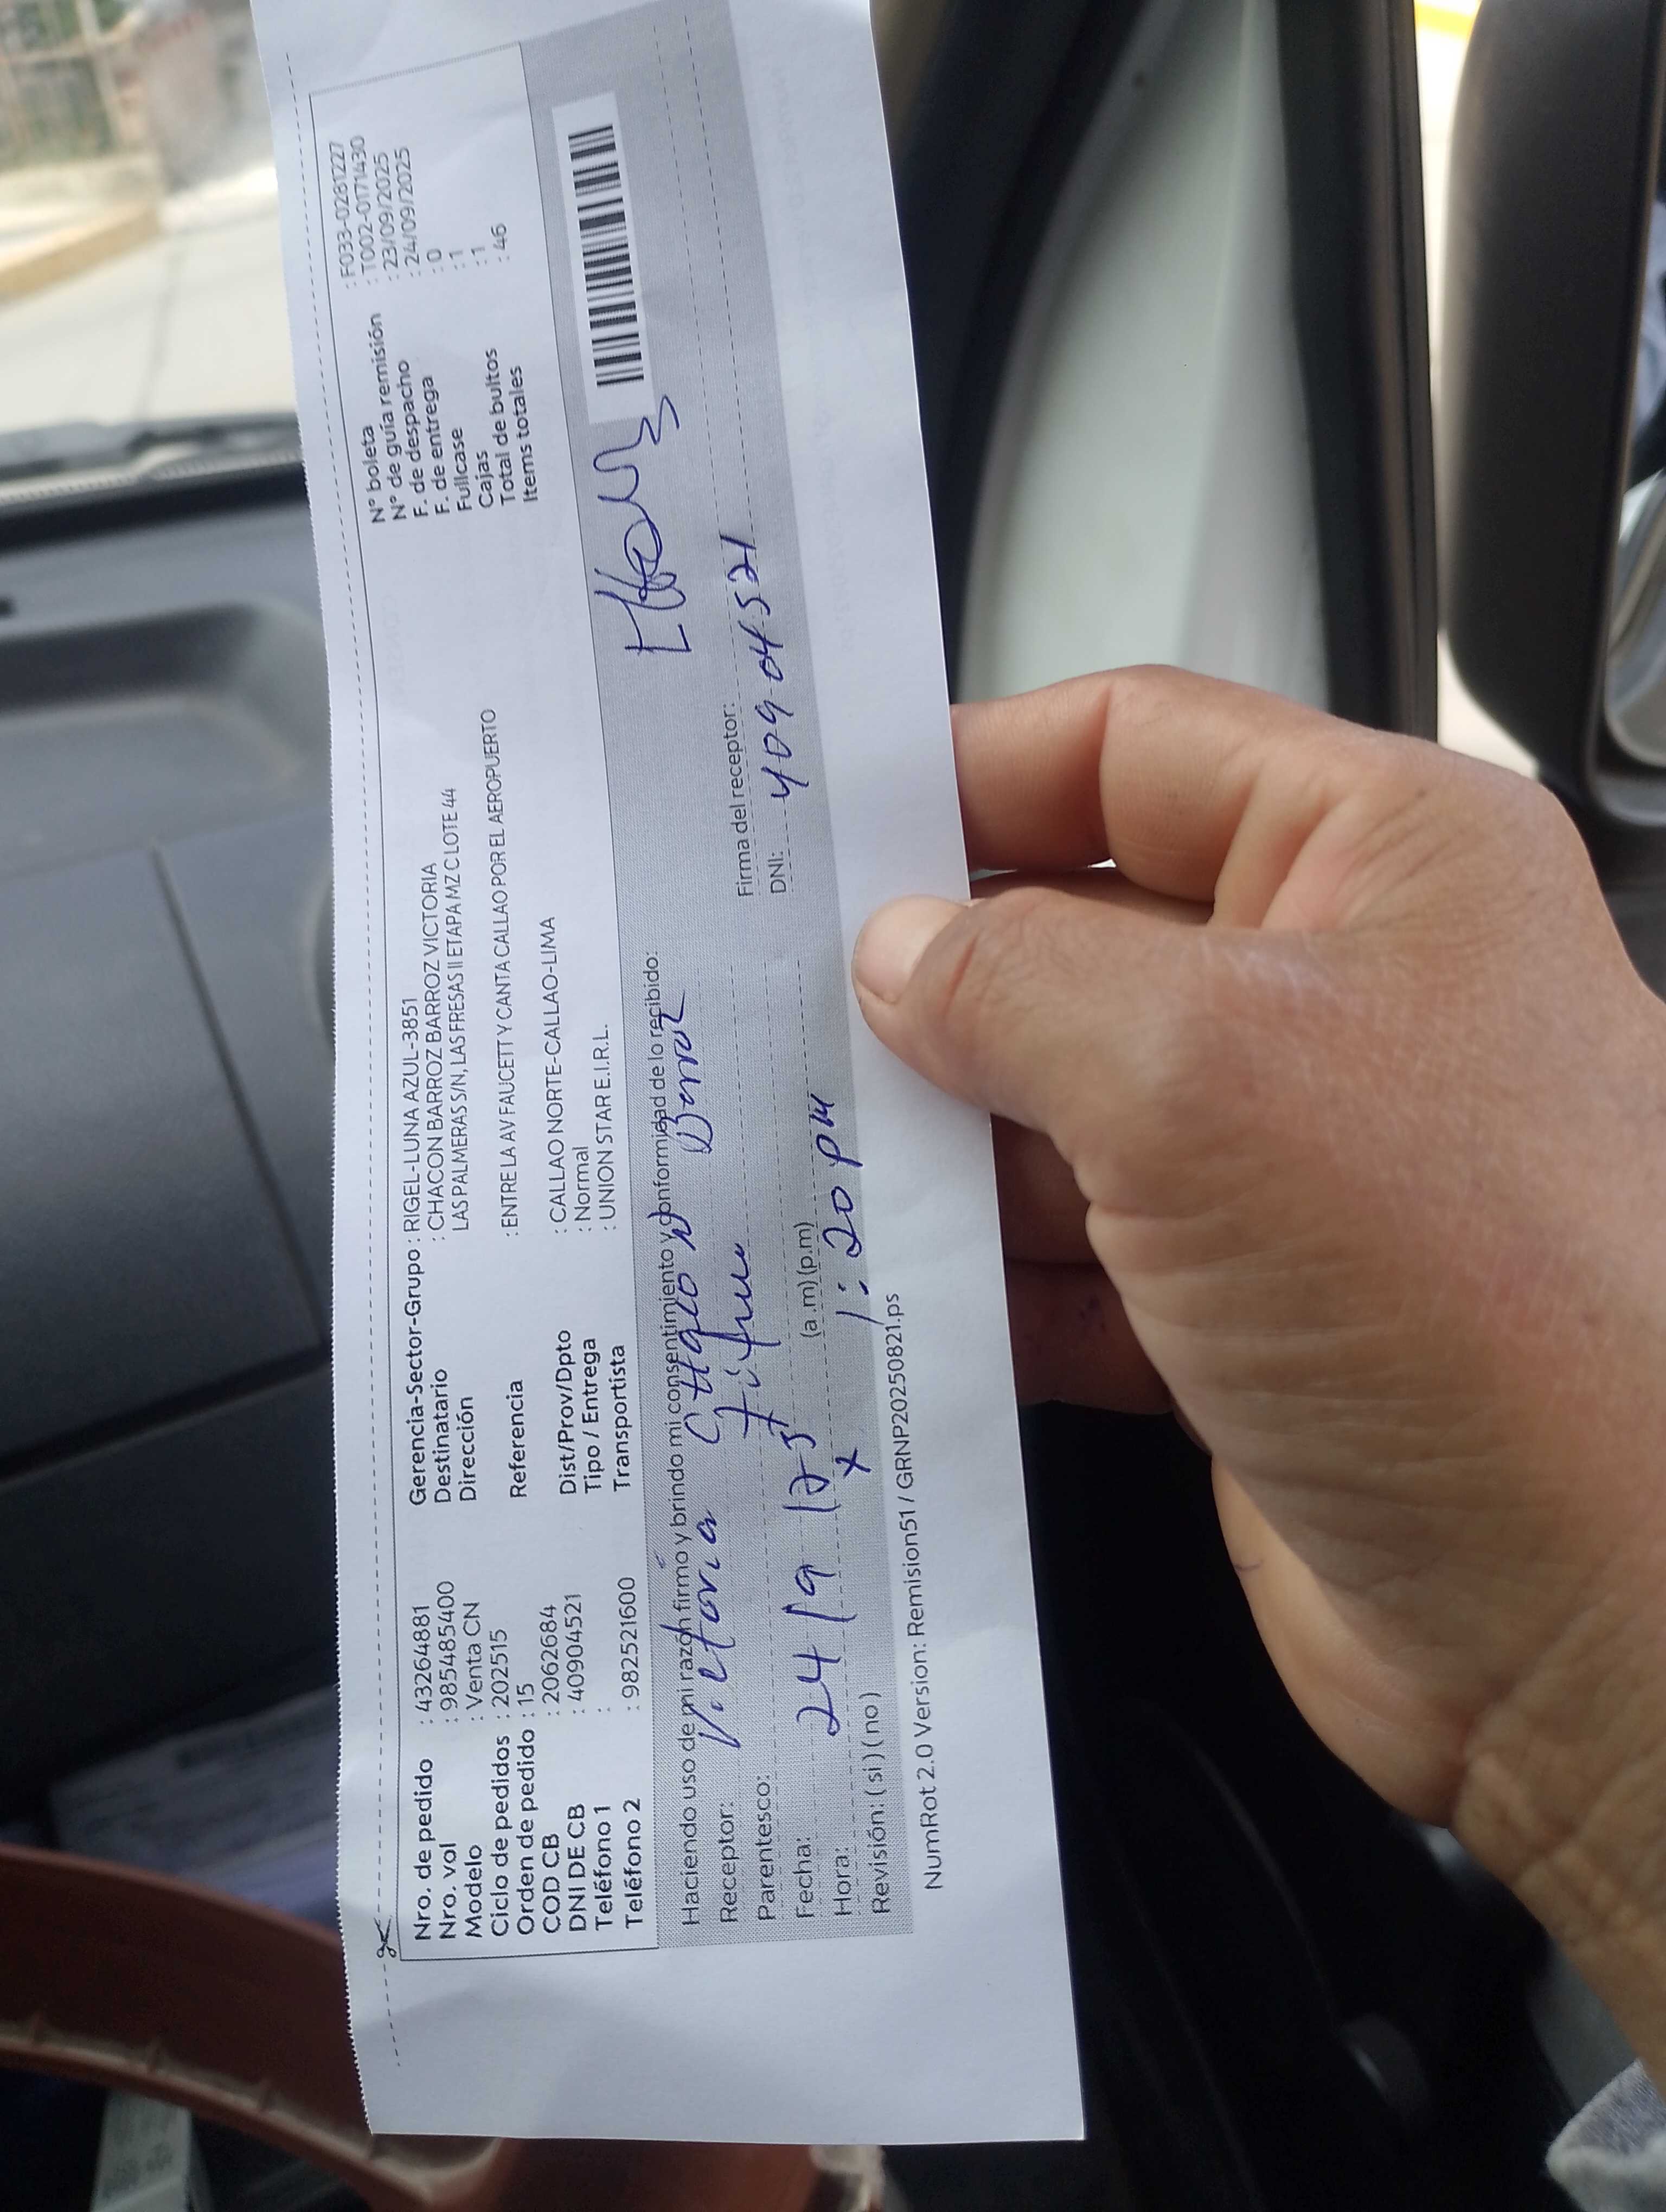 Nro. de pedido : 43264881 Gerencia-Sector-Grupo : RIGEL-LUNA AZUL-3851 N° boleta : F033-0281227
Nro. val : 985485400 Destinatario : CHACON BARROZ BARROZ VICTORIA N° de guía remisión : T002-01171430
Modelo : Venta CN Dirección LAS PALMERAS S/N, LAS FRESAS II ETAPA MZ C LOTE 44 F. de despacho : 23/09/2025
Ciclo de pedidos : 202515 F. de entrega : 24/09/2025
Orden de pedido : 15 Referencia : ENTRE LA AV FAUCETT Y CANTA CALLAO POR EL AEROPUERTO Fullcase : 0
COD CB : 2062684 Cajas : 1
DNI DE CB : 40904521 Dist/Prov/Dpto : CALLAO NORTE-CALLAO-LIMA Total de bultos : 1
Teléfono 1 : Tipo / Entrega : Normal Items totales : 46
Teléfono 2 : 982521600 Transportista : UNION STAR E.I.R.L.
Haciendo uso de mi razón firmo y brindo mi consentimiento y conformidad de lo recibido:
Receptor: Victoria CHacon Barroz
Parentesco: Titular Firma del receptor:
Fecha: 24/9/25 DNI: 40904521
Hora: (a.m) (p.m) 1:20 pm
Revisión: ( si ) ( no ) x
NumRot 2.0 Version: Remision51 / GRNP20250821.ps